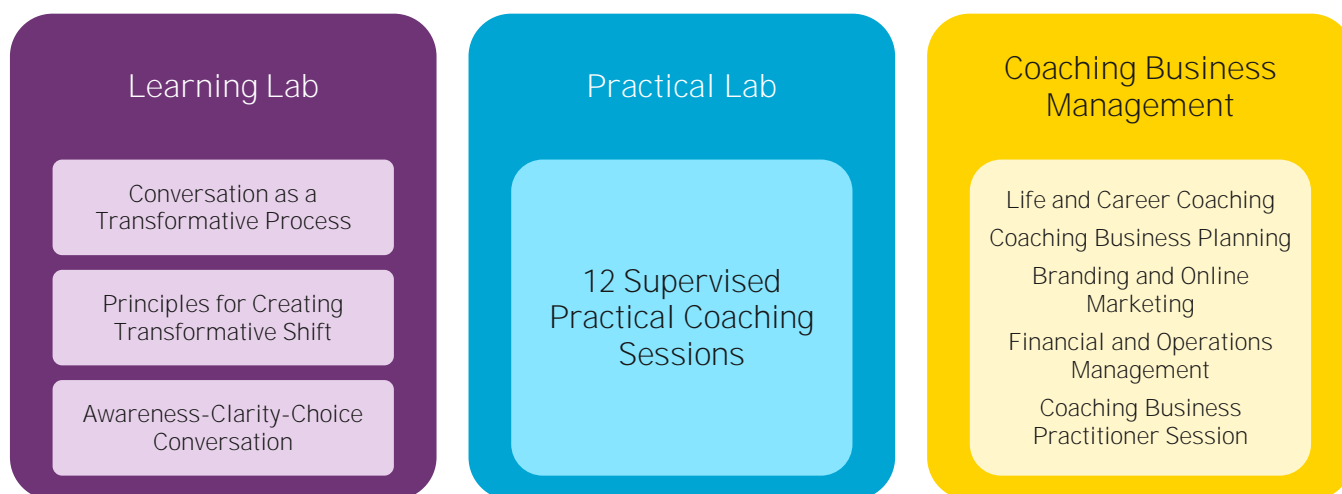 Learning Lab
Conversation as a
Transformative Process
Principles for Creating
Transformative Shift
Awareness-Clarity-Choice
Conversation
Practical Lab
12 Supervised
Practical Coaching
Sessions
Coaching Business
Management
Life and Career Coaching
Coaching Business Planning
Branding and Online
Marketing
Financial and Operations
Management
Coaching Business
Practitioner Session